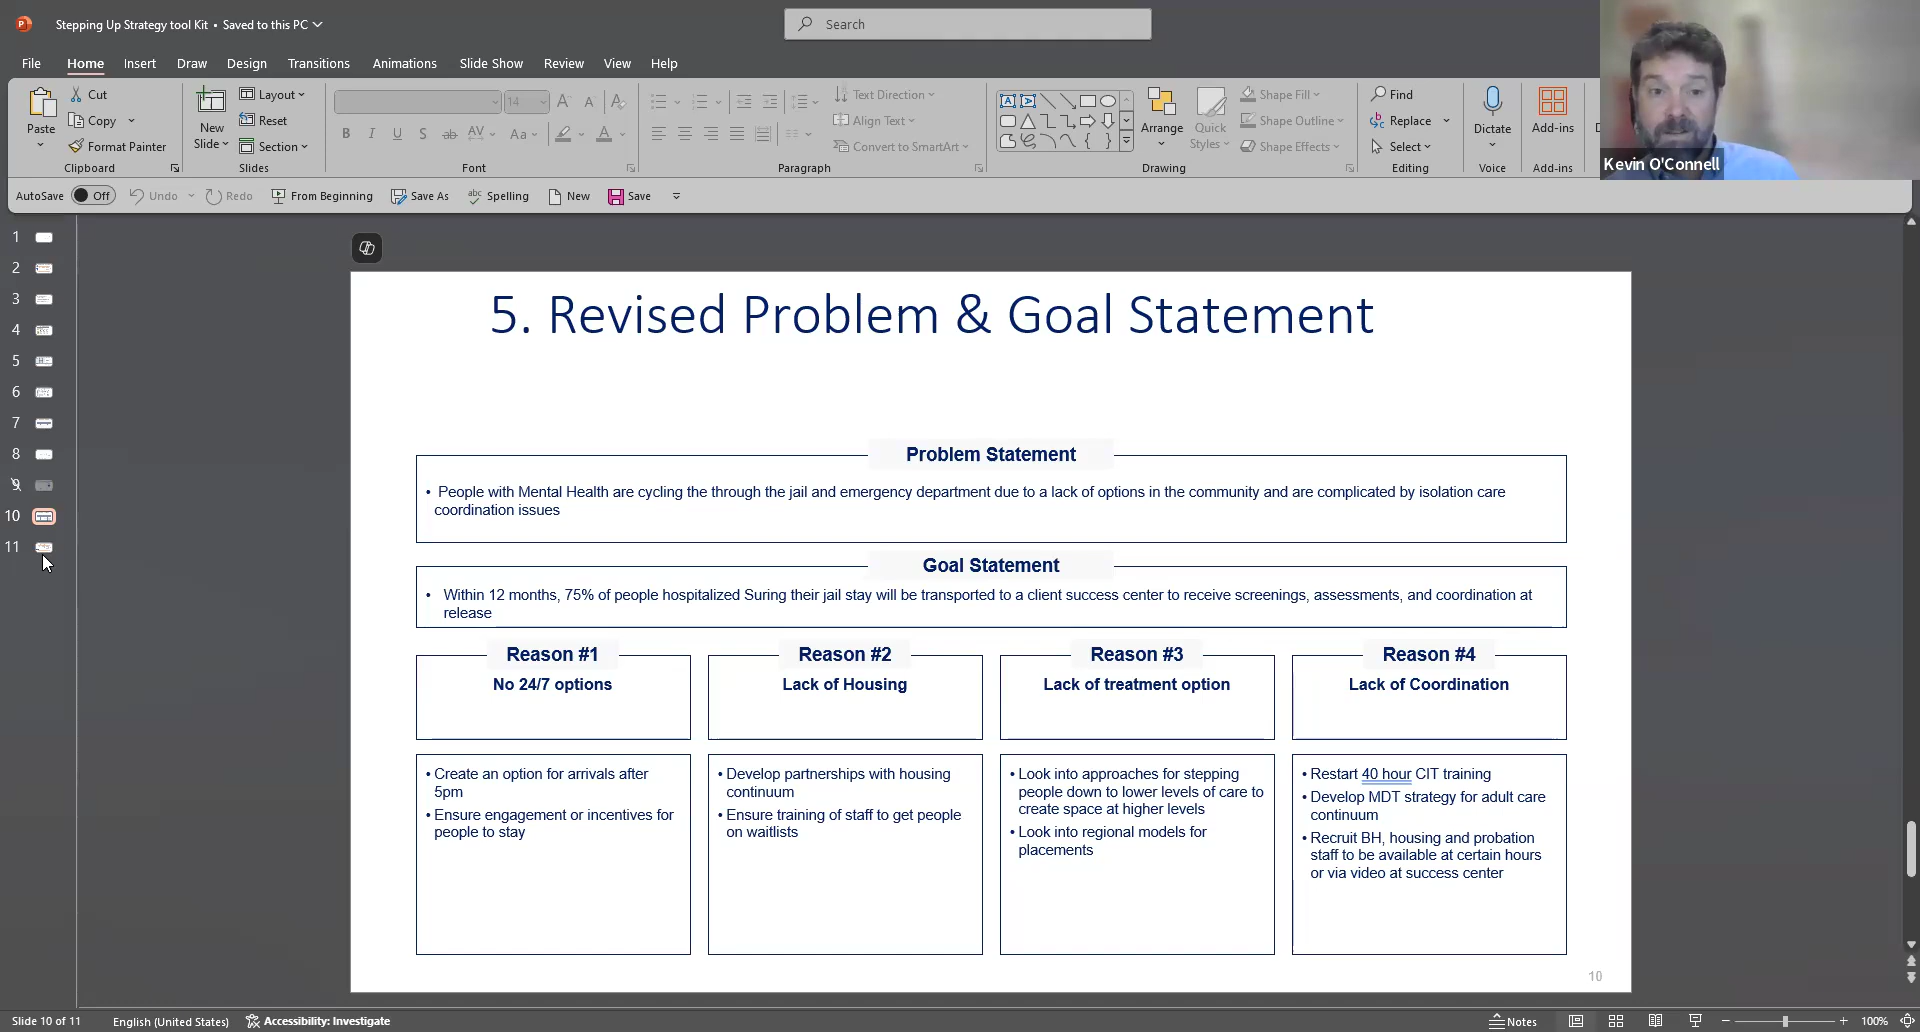 Stepping Up Strategy tool Kit • Saved to this PC
Search
File Home Insert Draw Design Transitions Animations Slide Show Review View Help
Paste
Cut
Copy
Format Painter
Clipboard
New Slide
Layout
Reset
Section
Slides
14
Font
Text Direction
Align Text
Convert to SmartArt
Paragraph
Arrange
Quick Styles
Shape Fill
Shape Outline
Shape Effects
Drawing
Find
Replace
Select
Editing
Dictate
Voice
Add-ins
Add-ins
Kevin O'Connell
AutoSave Off Undo Redo From Beginning Save As Spelling New Save
1
2
3
4
5
6
7
8
9
10
11
5. Revised Problem & Goal Statement
Problem Statement
• People with Mental Health are cycling the through the jail and emergency department due to a lack of options in the community and are complicated by isolation care
coordination issues
Goal Statement
• Within 12 months, 75% of people hospitalized Suring their jail stay will be transported to a client success center to receive screenings, assessments, and coordination at
release
Reason #1
No 24/7 options
Reason #2
Lack of Housing
Reason #3
Lack of treatment option
Reason #4
Lack of Coordination
• Create an option for arrivals after
5pm
• Ensure engagement or incentives for
people to stay
• Develop partnerships with housing
continuum
• Ensure training of staff to get people
on waitlists
• Look into approaches for stepping
people down to lower levels of care to
create space at higher levels
• Look into regional models for
placements
• Restart 40 hour CIT training
• Develop MDT strategy for adult care
continuum
• Recruit BH, housing and probation
staff to be available at certain hours
or via video at success center
10
Slide 10 of 11 English (United States) Accessibility: Investigate Notes 100%